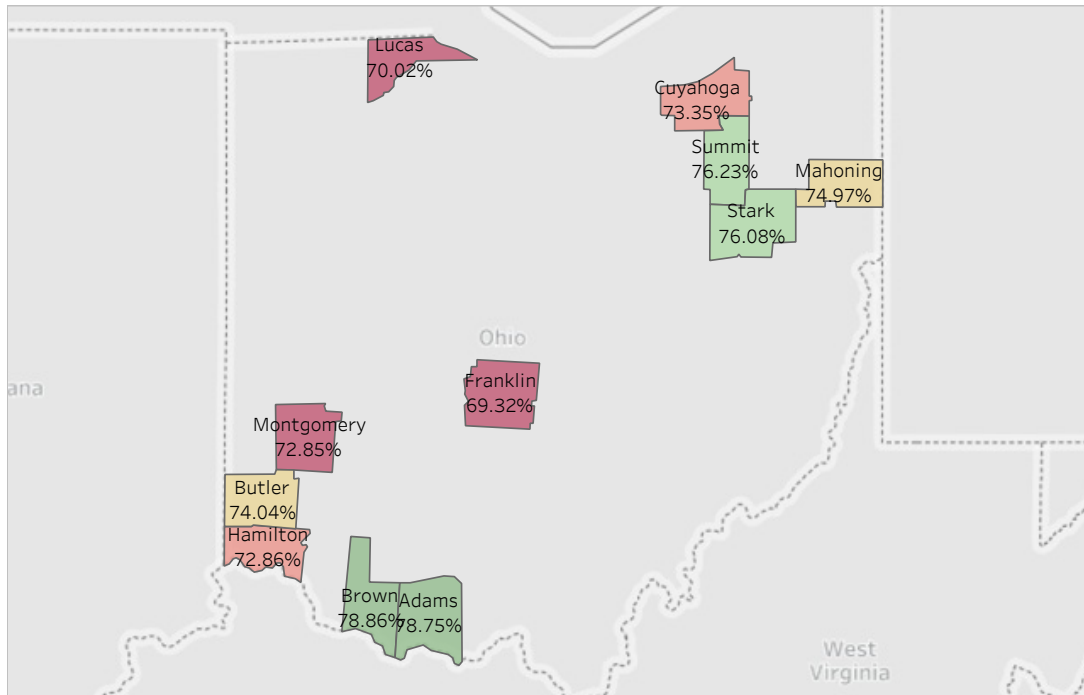 Lucas
70.02%
Cuyahoga
73.35%
Summit
76.23%
Mahoning
74.97%
Stark
76.08%
Ohio
Franklin
69.32%
ana
Montgomery
72.85%
Butler
74.04%
Hamilton
72.86%
Brown
78.86%
Adams
78.75%
West
Virginia